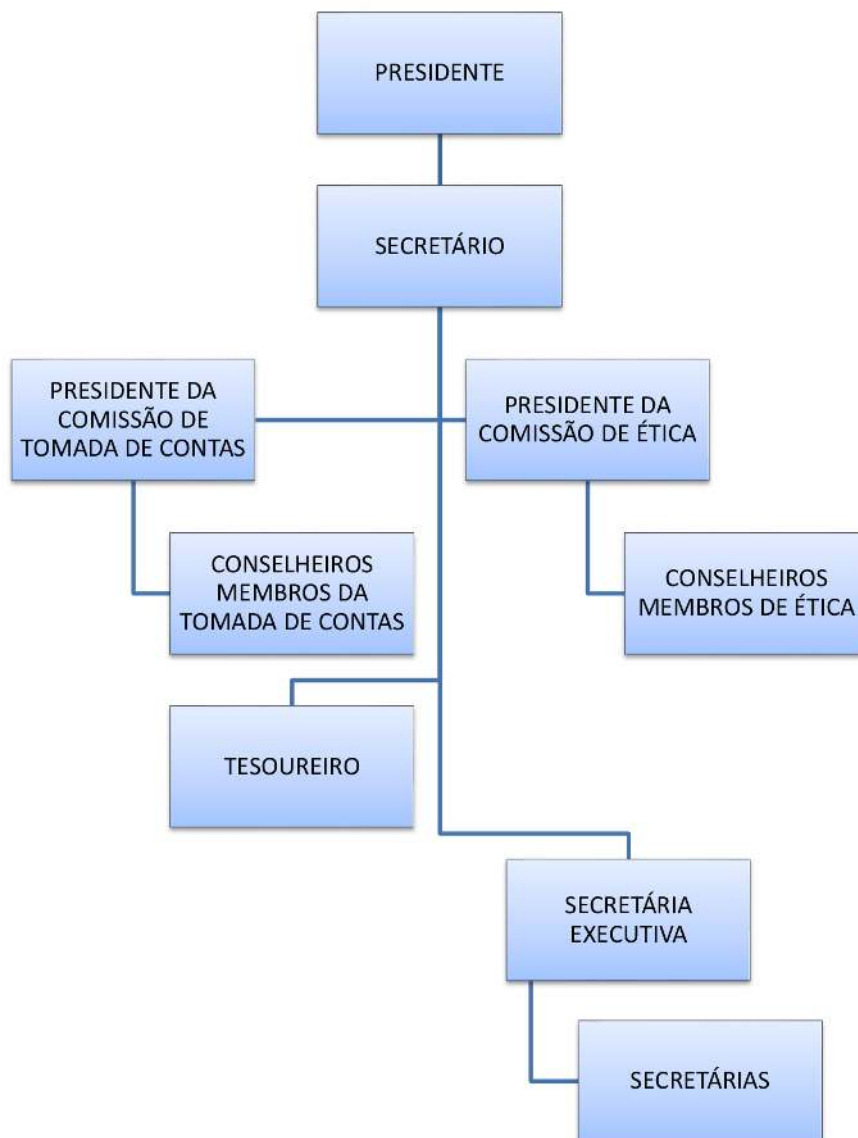 PRESIDENTE
SECRETÁRIO
PRESIDENTE DA
COMISSÃO DE
TOMADA DE CONTAS
PRESIDENTE DA
COMISSÃO DE ÉTICA
CONSELHEIROS
MEMBROS DA
TOMADA DE CONTAS
CONSELHEIROS
MEMBROS DE ÉTICA
TESOUREIRO
SECRETÁRIA
EXECUTIVA
SECRETÁRIAS